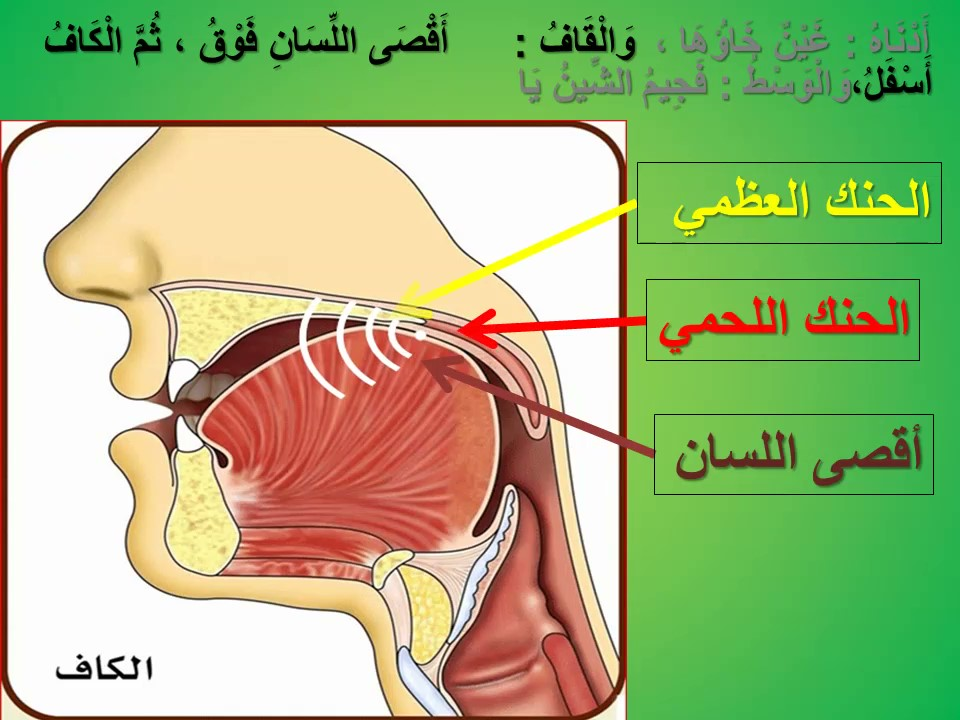 أَدْنَاهُ : غَيْنٌ خَاؤُهَا ، وَالْقَافُ : أَقْصَى اللِّسَانِ فَوْقُ ، ثُمَّ الْكَافُ
أَسْفَلُ،وَالْوَسْطُ : فَجِيمُ الشِّينُ يَا
الحنك العظمي
الحنك اللحمي
أقصى اللسان
الكاف